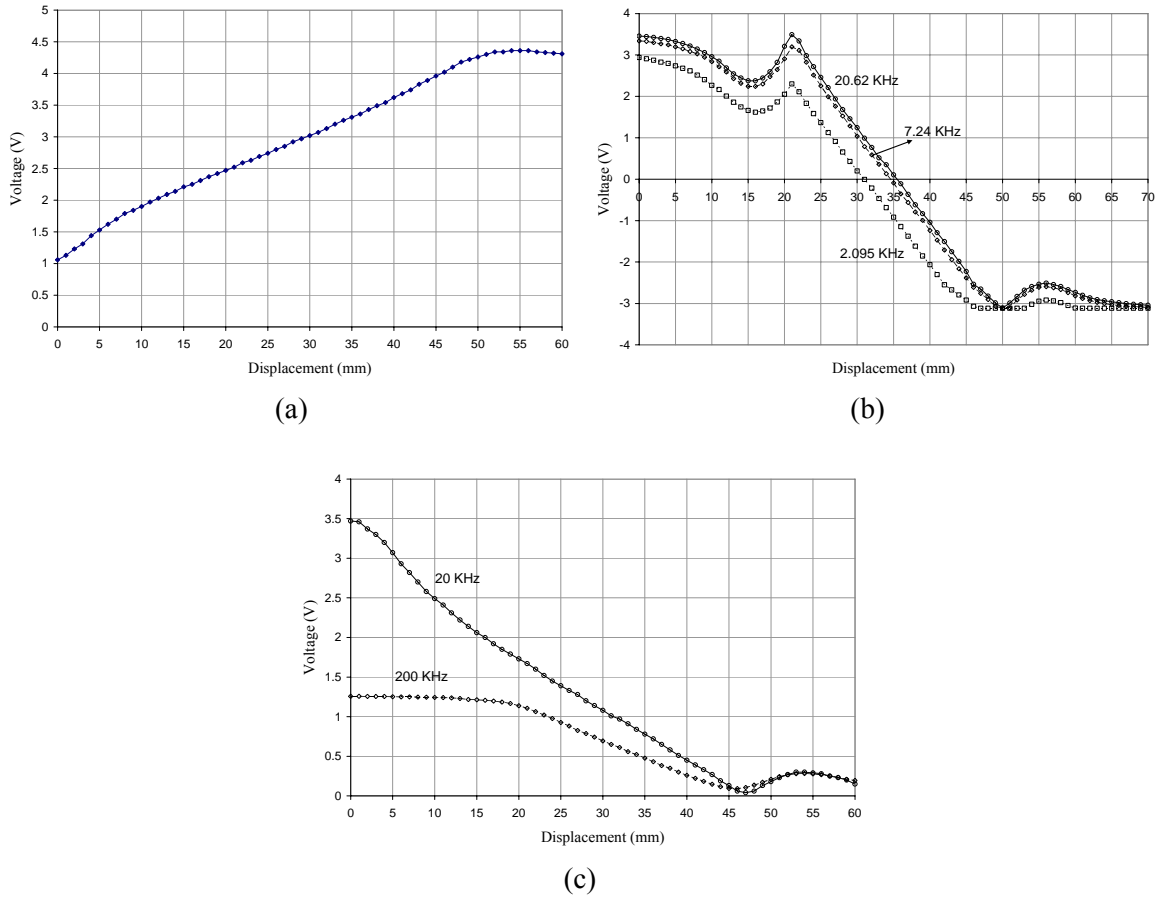 5
4.5
4
3.5
3
2.5
2
1.5
1
0.5
0
0 5 10 15 20 25 30 35 40 45 50 55 60
Voltage (V)
Displacement (mm)
(a)
4
3
2
1
0
-1
-2
-3
-4
0 5 10 15 20 25 30 35 40 45 50 55 60 65 70
20.62 KHz
7.24 KHz
2.095 KHz
Voltage (V)
Displacement (mm)
(b)
4
3.5
3
2.5
2
1.5
1
0.5
0
0 5 10 15 20 25 30 35 40 45 50 55 60
20 KHz
200 KHz
Voltage (V)
Displacement (mm)
(c)